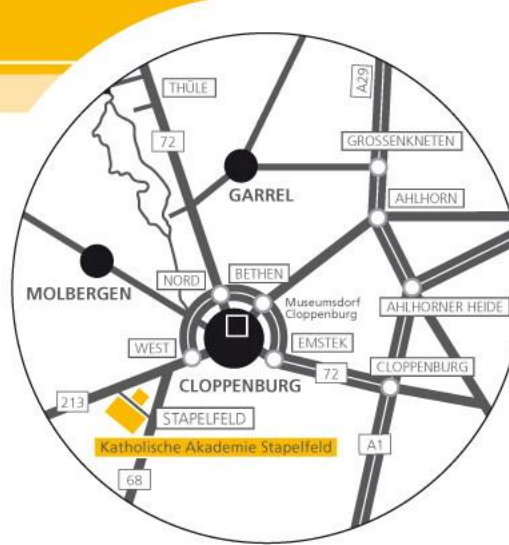 THÜLE
A29
72
GROSSENKNETEN
GARREL
AHLHORN
NORD
BETHEN
MOLBERGEN
Museumsdorf
Cloppenburg
AHLHORNER HEIDE
WEST
EMSTEK
CLOPPENBURG
72
CLOPPENBURG
213
STAPELFELD
Katholische Akademie Stapelfeld
A1
68